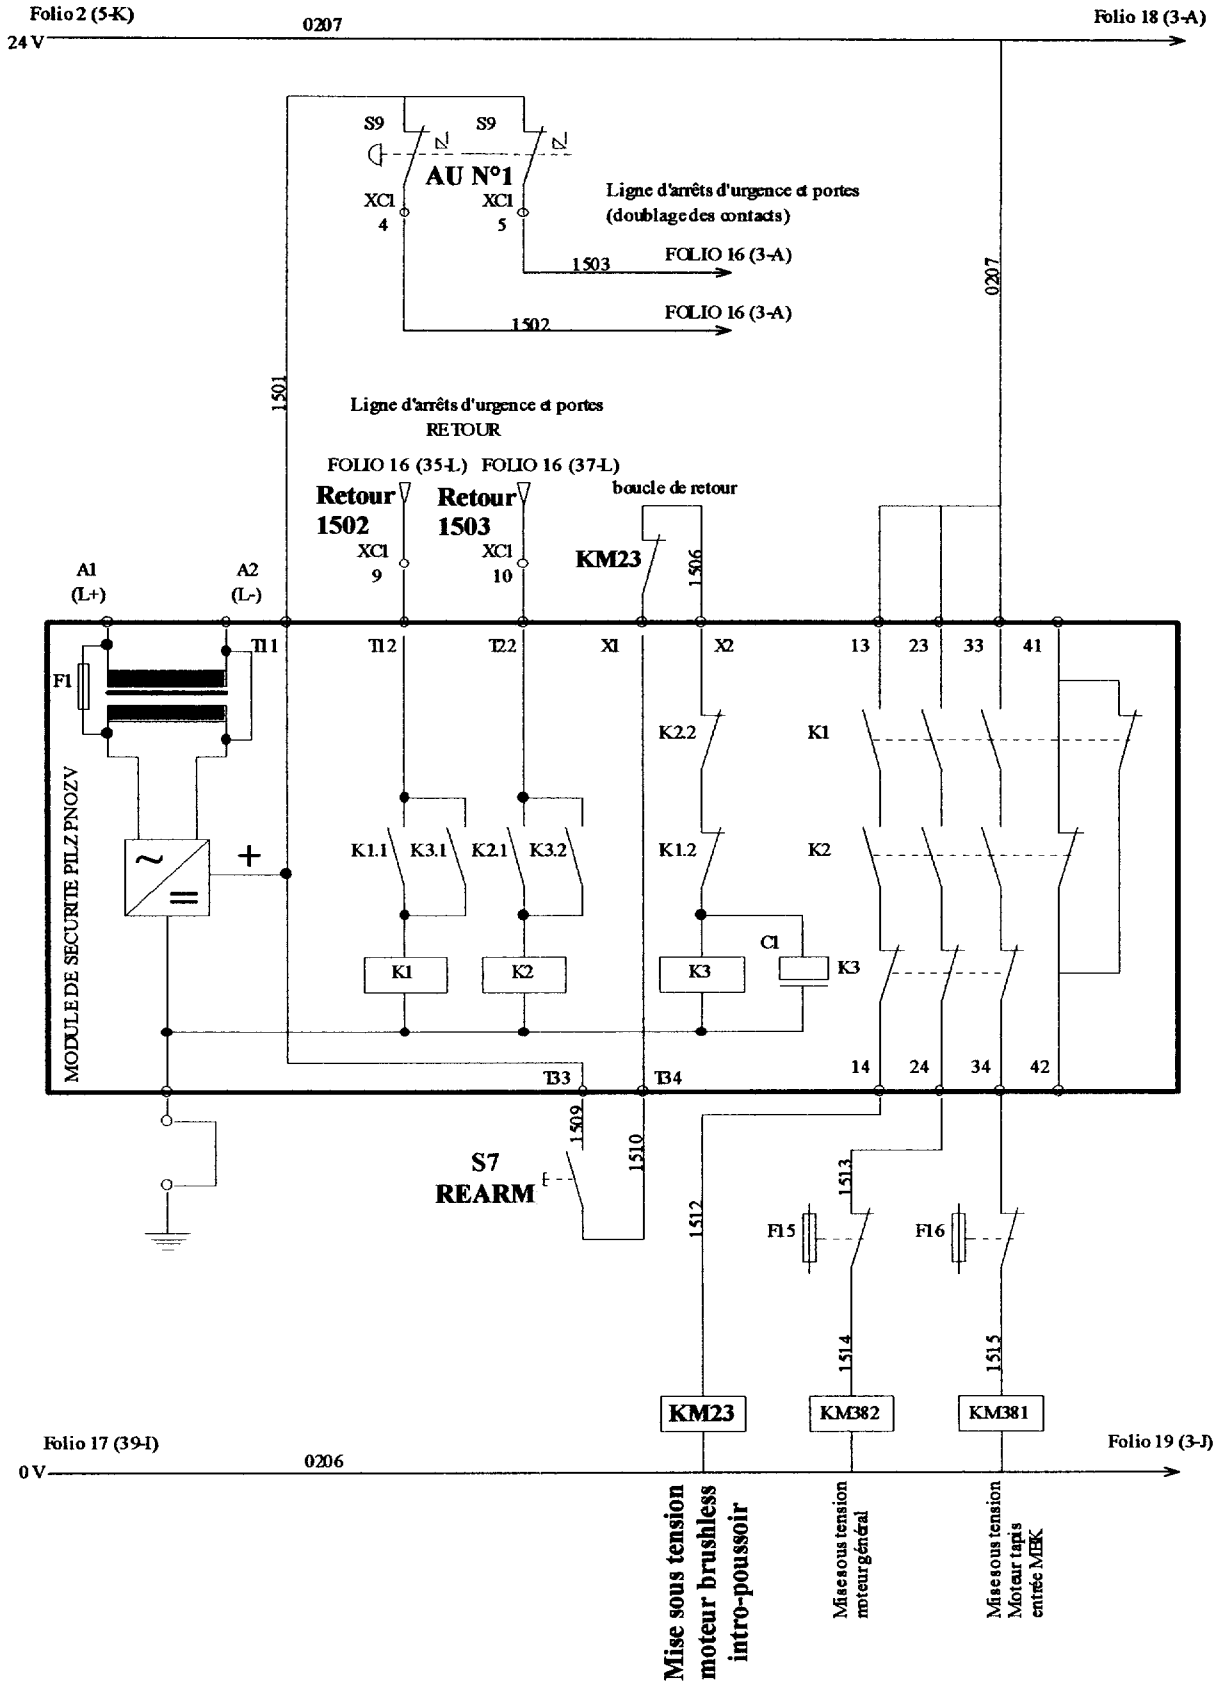 Folio 2 (5-K)
0207
Folio 18 (3-A)
24 V
S9
S9
AU N°1
XC1
4
XC1
5
Ligne d'arrêts d'urgence et portes
(doublage des contacts)
1503
FOLIO 16 (3-A)
1502
FOLIO 16 (3-A)
0207
1501
Ligne d'arrêts d'urgence et portes
RETOUR
FOLIO 16 (35-L)
FOLIO 16 (37-L)
Retour
1502
Retour
1503
boucle de retour
XC1
9
XC1
10
KM23
1506
A1
(L+)
A2
(L-)
T11
T12
T22
X1
X2
13
23
33
41
F1
MODULE DE SECURITE PILZ PNOZV
K2.2
K1
K1.1
K3.1
K2.1
K3.2
K1.2
K2
+
K1
K2
K3
C1
K3
T33
T34
14
24
34
42
1509
1510
S7
REARM
1512
1513
F15
F16
1514
1515
KM23
KM382
KM381
Folio 17 (39-I)
0206
Folio 19 (3-J)
0 V
Mise sous tension
moteur brushless
intro-poussoir
Mise sous tension
moteur général
Mise sous tension
Moteur tapis
entrée MEK